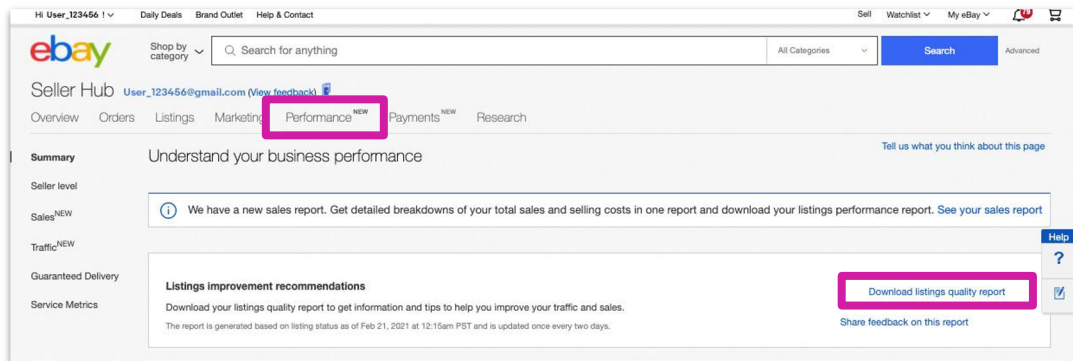 Hi User_123456 ! Daily Deals Brand Outlet Help & Contact Sell Watchlist My eBay 79
ebay Shop by category Search for anything All Categories Search Advanced
Seller Hub User_123456@gmail.com (View feedback)
Overview Orders Listings Marketing Performance NEW Payments NEW Research
Tell us what you think about this page
Summary Understand your business performance
Seller level
Sales NEW
We have a new sales report. Get detailed breakdowns of your total sales and selling costs in one report and download your listings performance report. See your sales report
Traffic NEW
Help
?
Guaranteed Delivery
Listings improvement recommendations
Download listings quality report
Service Metrics
Download your listings quality report to get information and tips to help you improve your traffic and sales.
The report is generated based on listing status as of Feb 21, 2021 at 12:15am PST and is updated once every two days.
Share feedback on this report